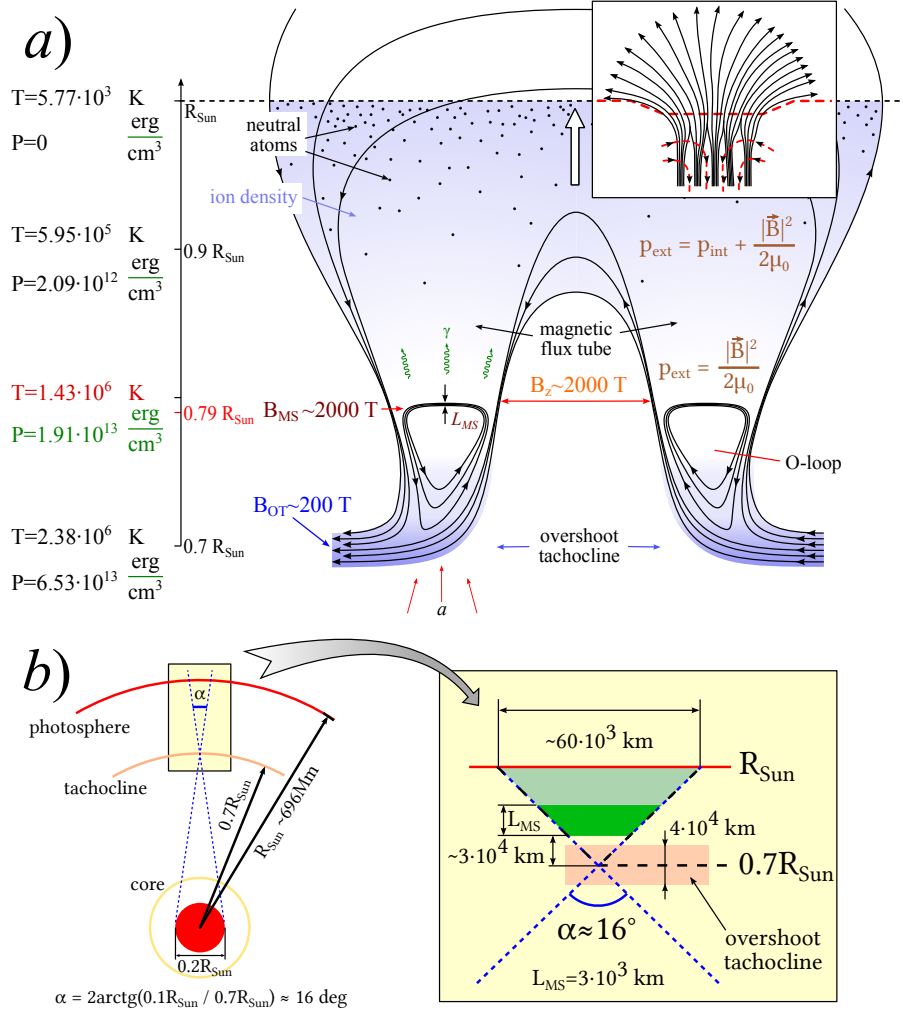 a)
T=5.77·10³ K
P=0 erg/cm³
R_Sun
neutral
atoms
ion density
T=5.95·10⁵ K
P=2.09·10¹² erg/cm³
0.9 R_Sun
p_ext = p_int + |B⃗|²/2μ₀
γ
magnetic
flux tube
p_ext = |B⃗|²/2μ₀
T=1.43·10⁶ K
P=1.91·10¹³ erg/cm³
0.79 R_Sun
B_MS~2000 T
L_MS
B_z~2000 T
O-loop
B_OT~200 T
T=2.38·10⁶ K
P=6.53·10¹³ erg/cm³
0.7 R_Sun
overshoot
tachocline
a
b)
α
photosphere
tachocline
0.7R_Sun
R_Sun ~696Mm
core
0.2R_Sun
α = 2arctg(0.1R_Sun / 0.7R_Sun) ≈ 16 deg
~60·10³ km
R_Sun
L_MS
~3·10⁴ km
4·10⁴ km
0.7R_Sun
α≈16°
overshoot
tachocline
L_MS=3·10³ km